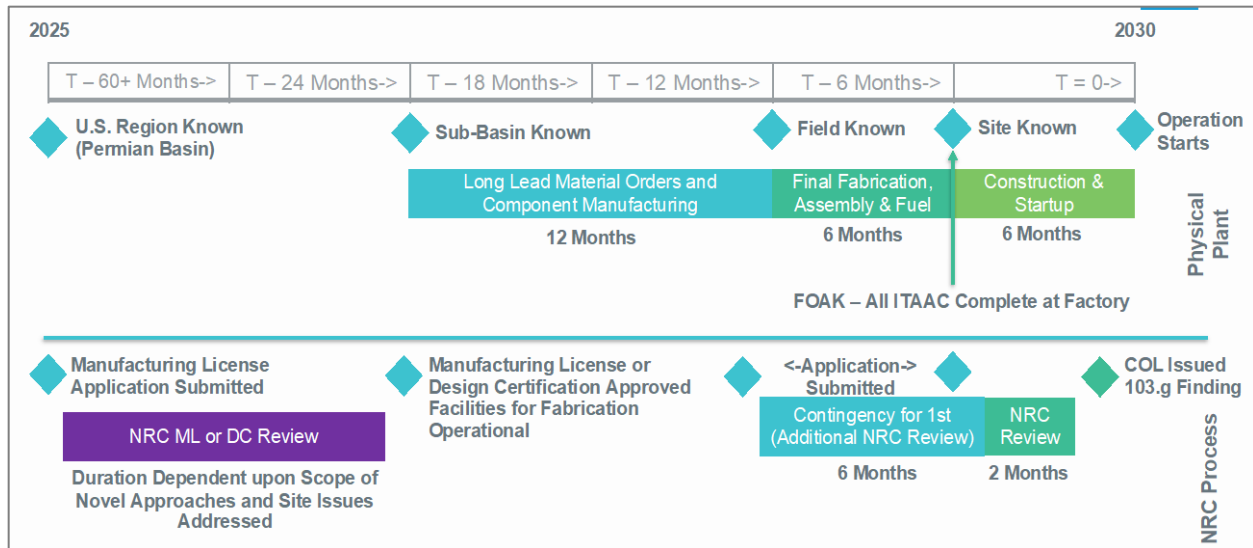 2025
2030
T – 60+ Months->
T – 24 Months->
T – 18 Months->
T – 12 Months->
T – 6 Months->
T = 0->
U.S. Region Known
(Permian Basin)
Sub-Basin Known
Field Known
Site Known
Operation
Starts
Long Lead Material Orders and
Component Manufacturing
Final Fabrication,
Assembly & Fuel
Construction &
Startup
12 Months
6 Months
6 Months
Physical
Plant
FOAK – All ITAAC Complete at Factory
Manufacturing License
Application Submitted
Manufacturing License or
Design Certification Approved
Facilities for Fabrication
Operational
<-Application->
Submitted
COL Issued
103.g Finding
NRC ML or DC Review
Contingency for 1st
(Additional NRC Review)
NRC
Review
Duration Dependent upon Scope of
Novel Approaches and Site Issues
Addressed
6 Months
2 Months
NRC Process